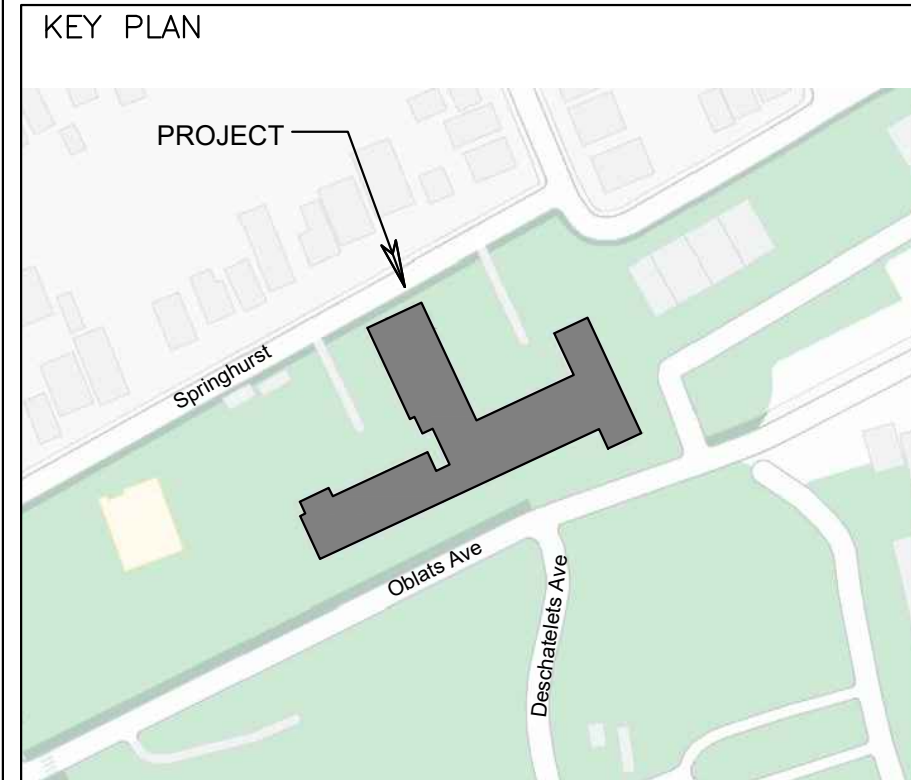 KEY PLAN
PROJECT
Springhurst
Oblats Ave
Deschatelets Ave